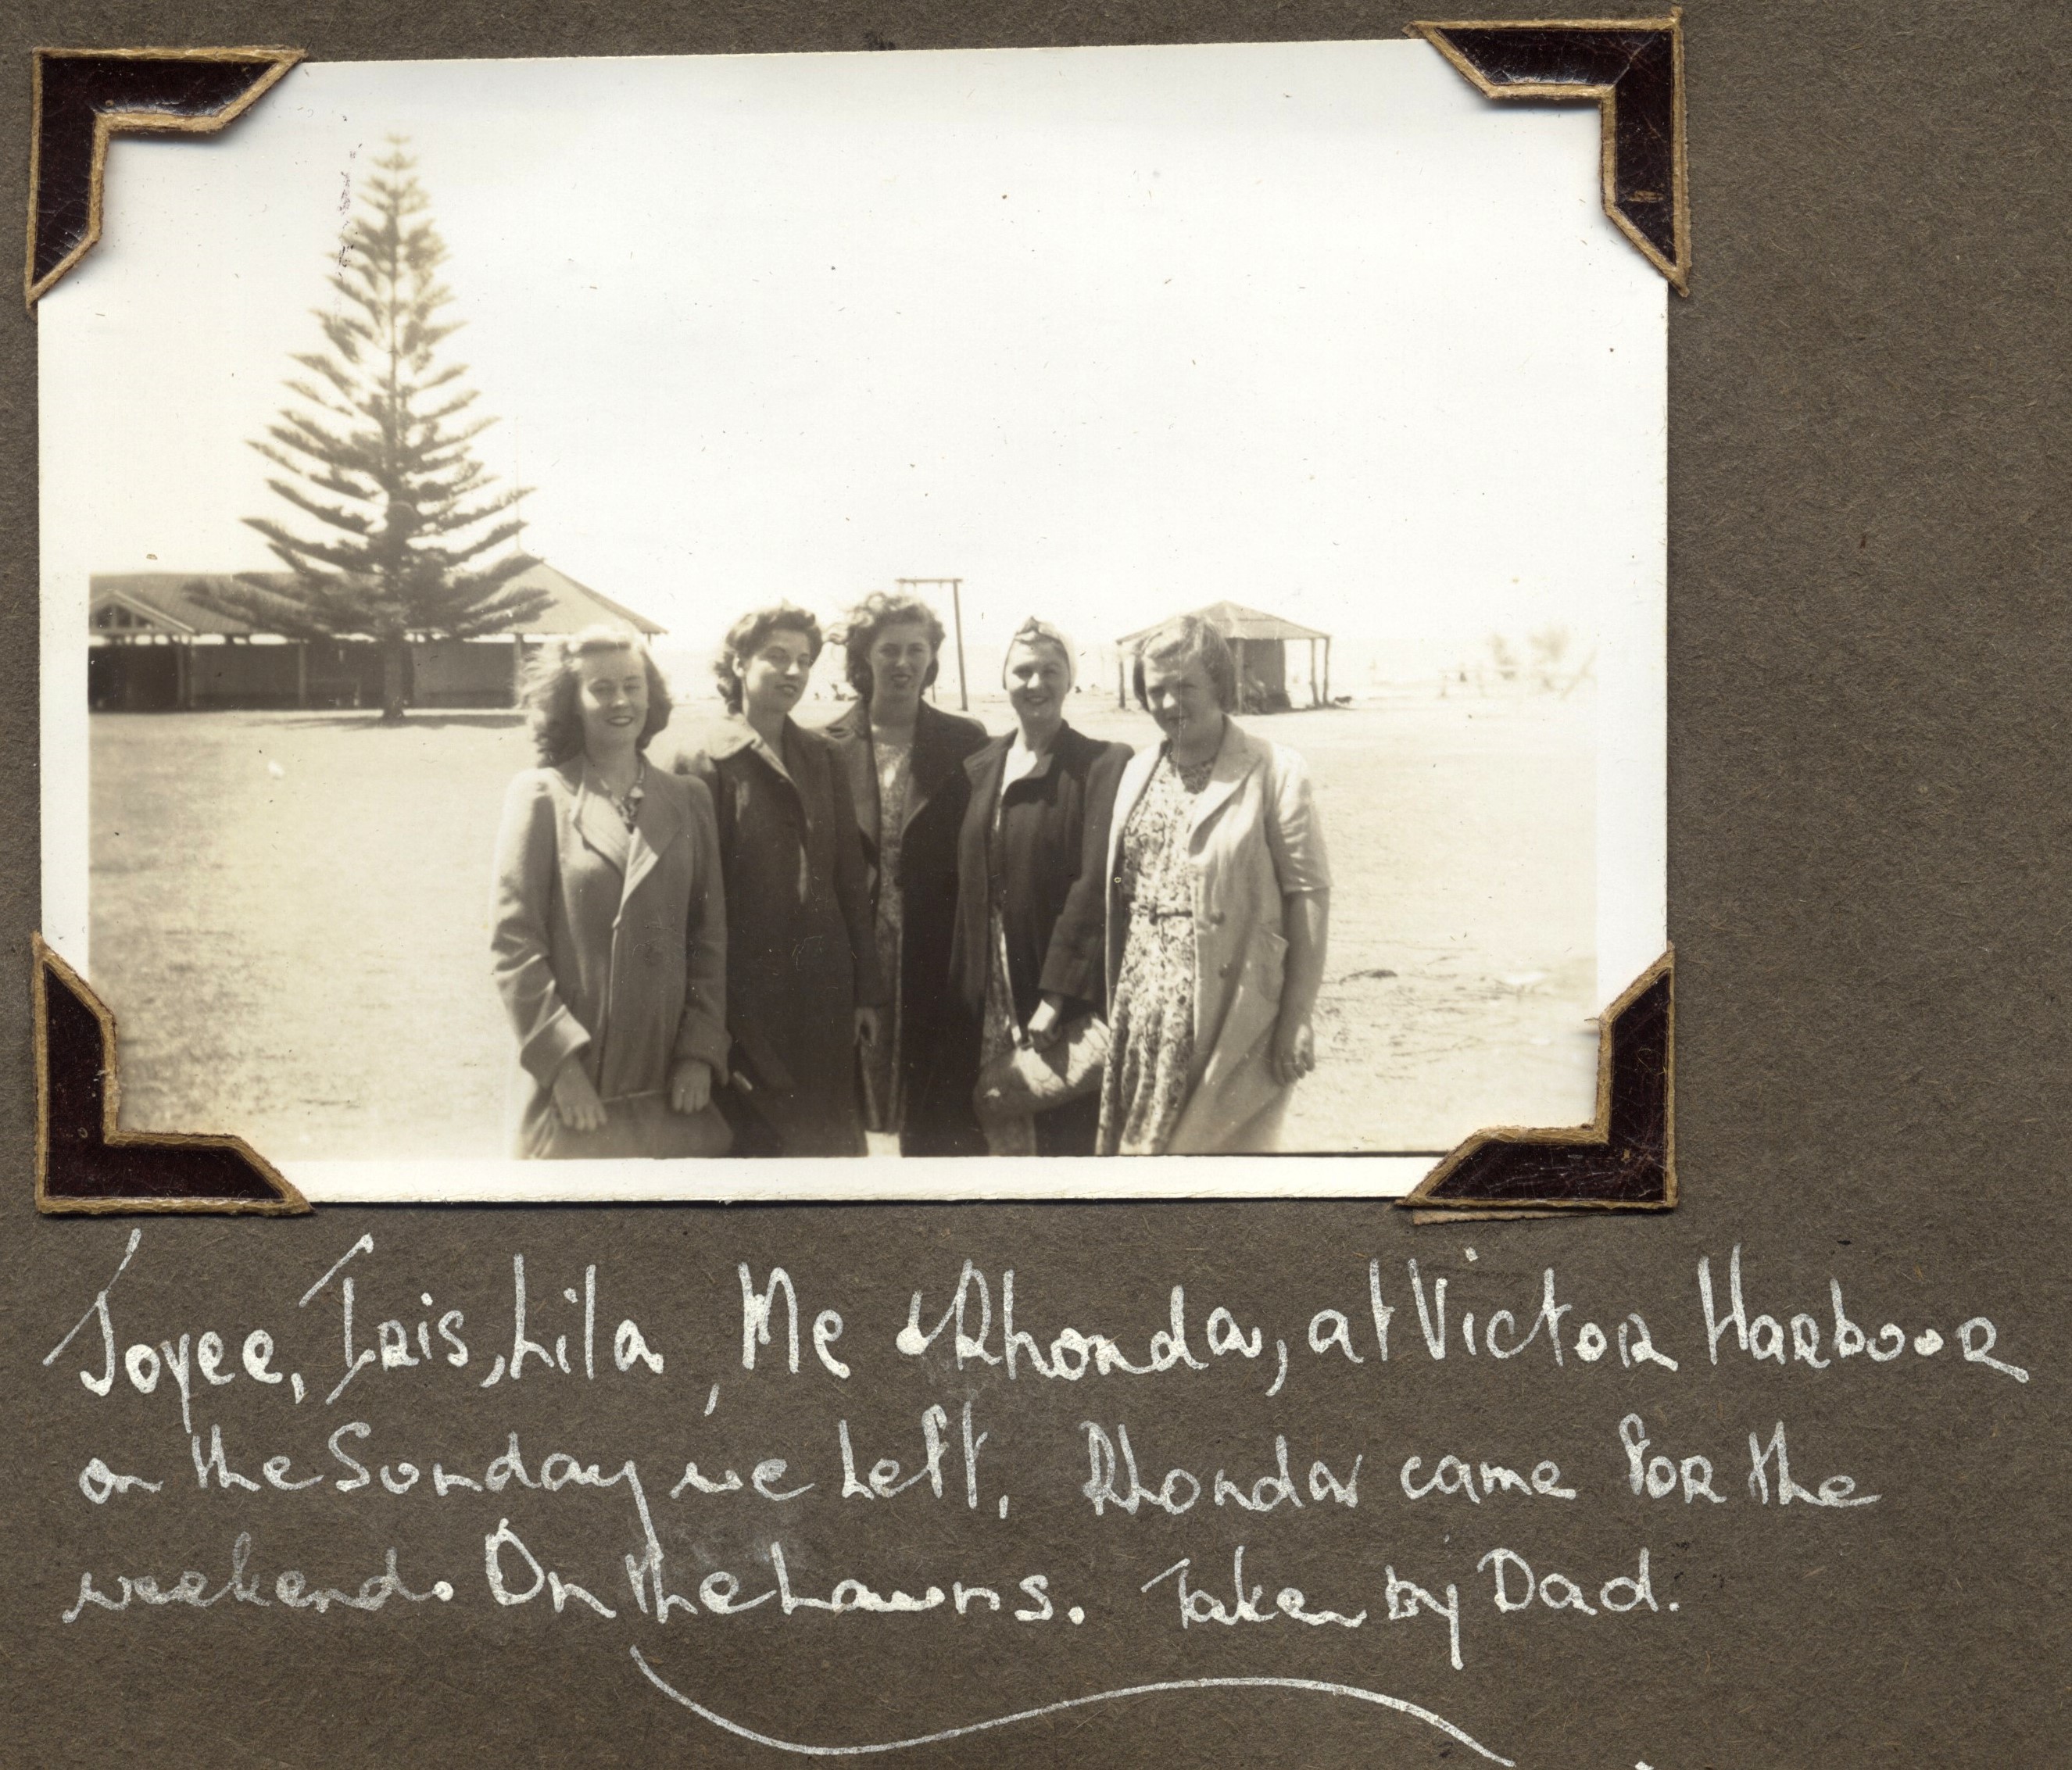 Joyce, Iris, Lila, Me & Rhonda, at Victor Harbour
on the Sunday we left, Rhonda came for the
weekend. On the Lawns. Taken by Dad.